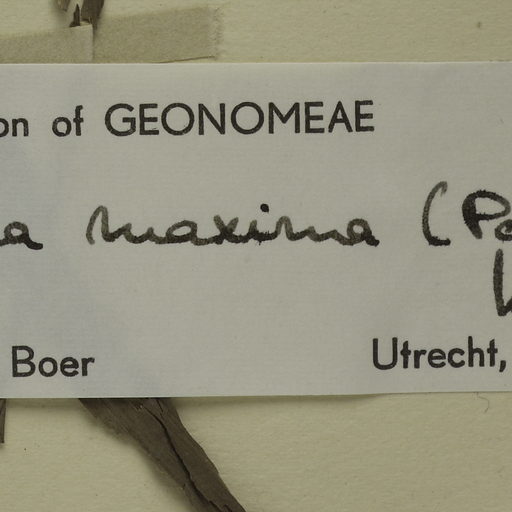 on of GEONOMEAE
a maxima (Po
Boer
Utrecht,